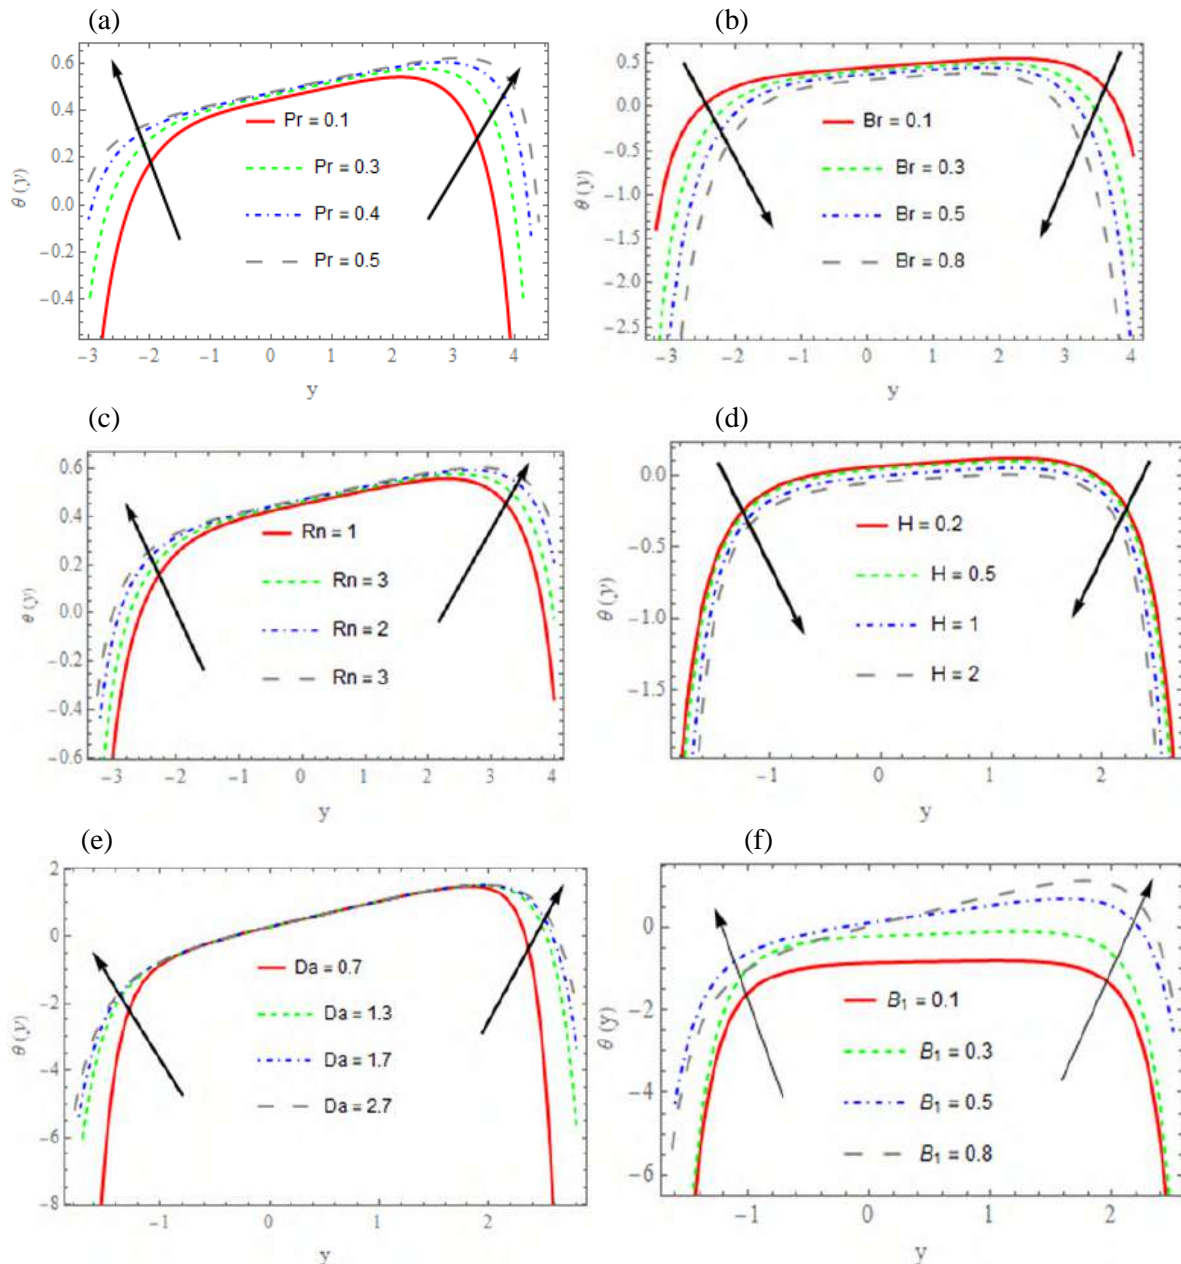 (a)
(b)
θ(y)
0.6
0.4
0.2
0.0
−0.2
−0.4
Pr = 0.1
Pr = 0.3
Pr = 0.4
Pr = 0.5
−3 −2 −1 0 1 2 3 4
y
θ(y)
0.5
0.0
−0.5
−1.0
−1.5
−2.0
−2.5
Br = 0.1
Br = 0.3
Br = 0.5
Br = 0.8
−3 −2 −1 0 1 2 3 4
y
(c)
(d)
θ(y)
0.6
0.4
0.2
0.0
−0.2
−0.4
−0.6
Rn = 1
Rn = 3
Rn = 2
Rn = 3
−3 −2 −1 0 1 2 3 4
y
θ(y)
0.0
−0.5
−1.0
−1.5
H = 0.2
H = 0.5
H = 1
H = 2
−1 0 1 2
y
(e)
(f)
θ(y)
2
0
−2
−4
−6
−8
Da = 0.7
Da = 1.3
Da = 1.7
Da = 2.7
−1 0 1 2
y
θ(y)
0
−2
−4
−6
B₁ = 0.1
B₁ = 0.3
B₁ = 0.5
B₁ = 0.8
−1 0 1 2
y